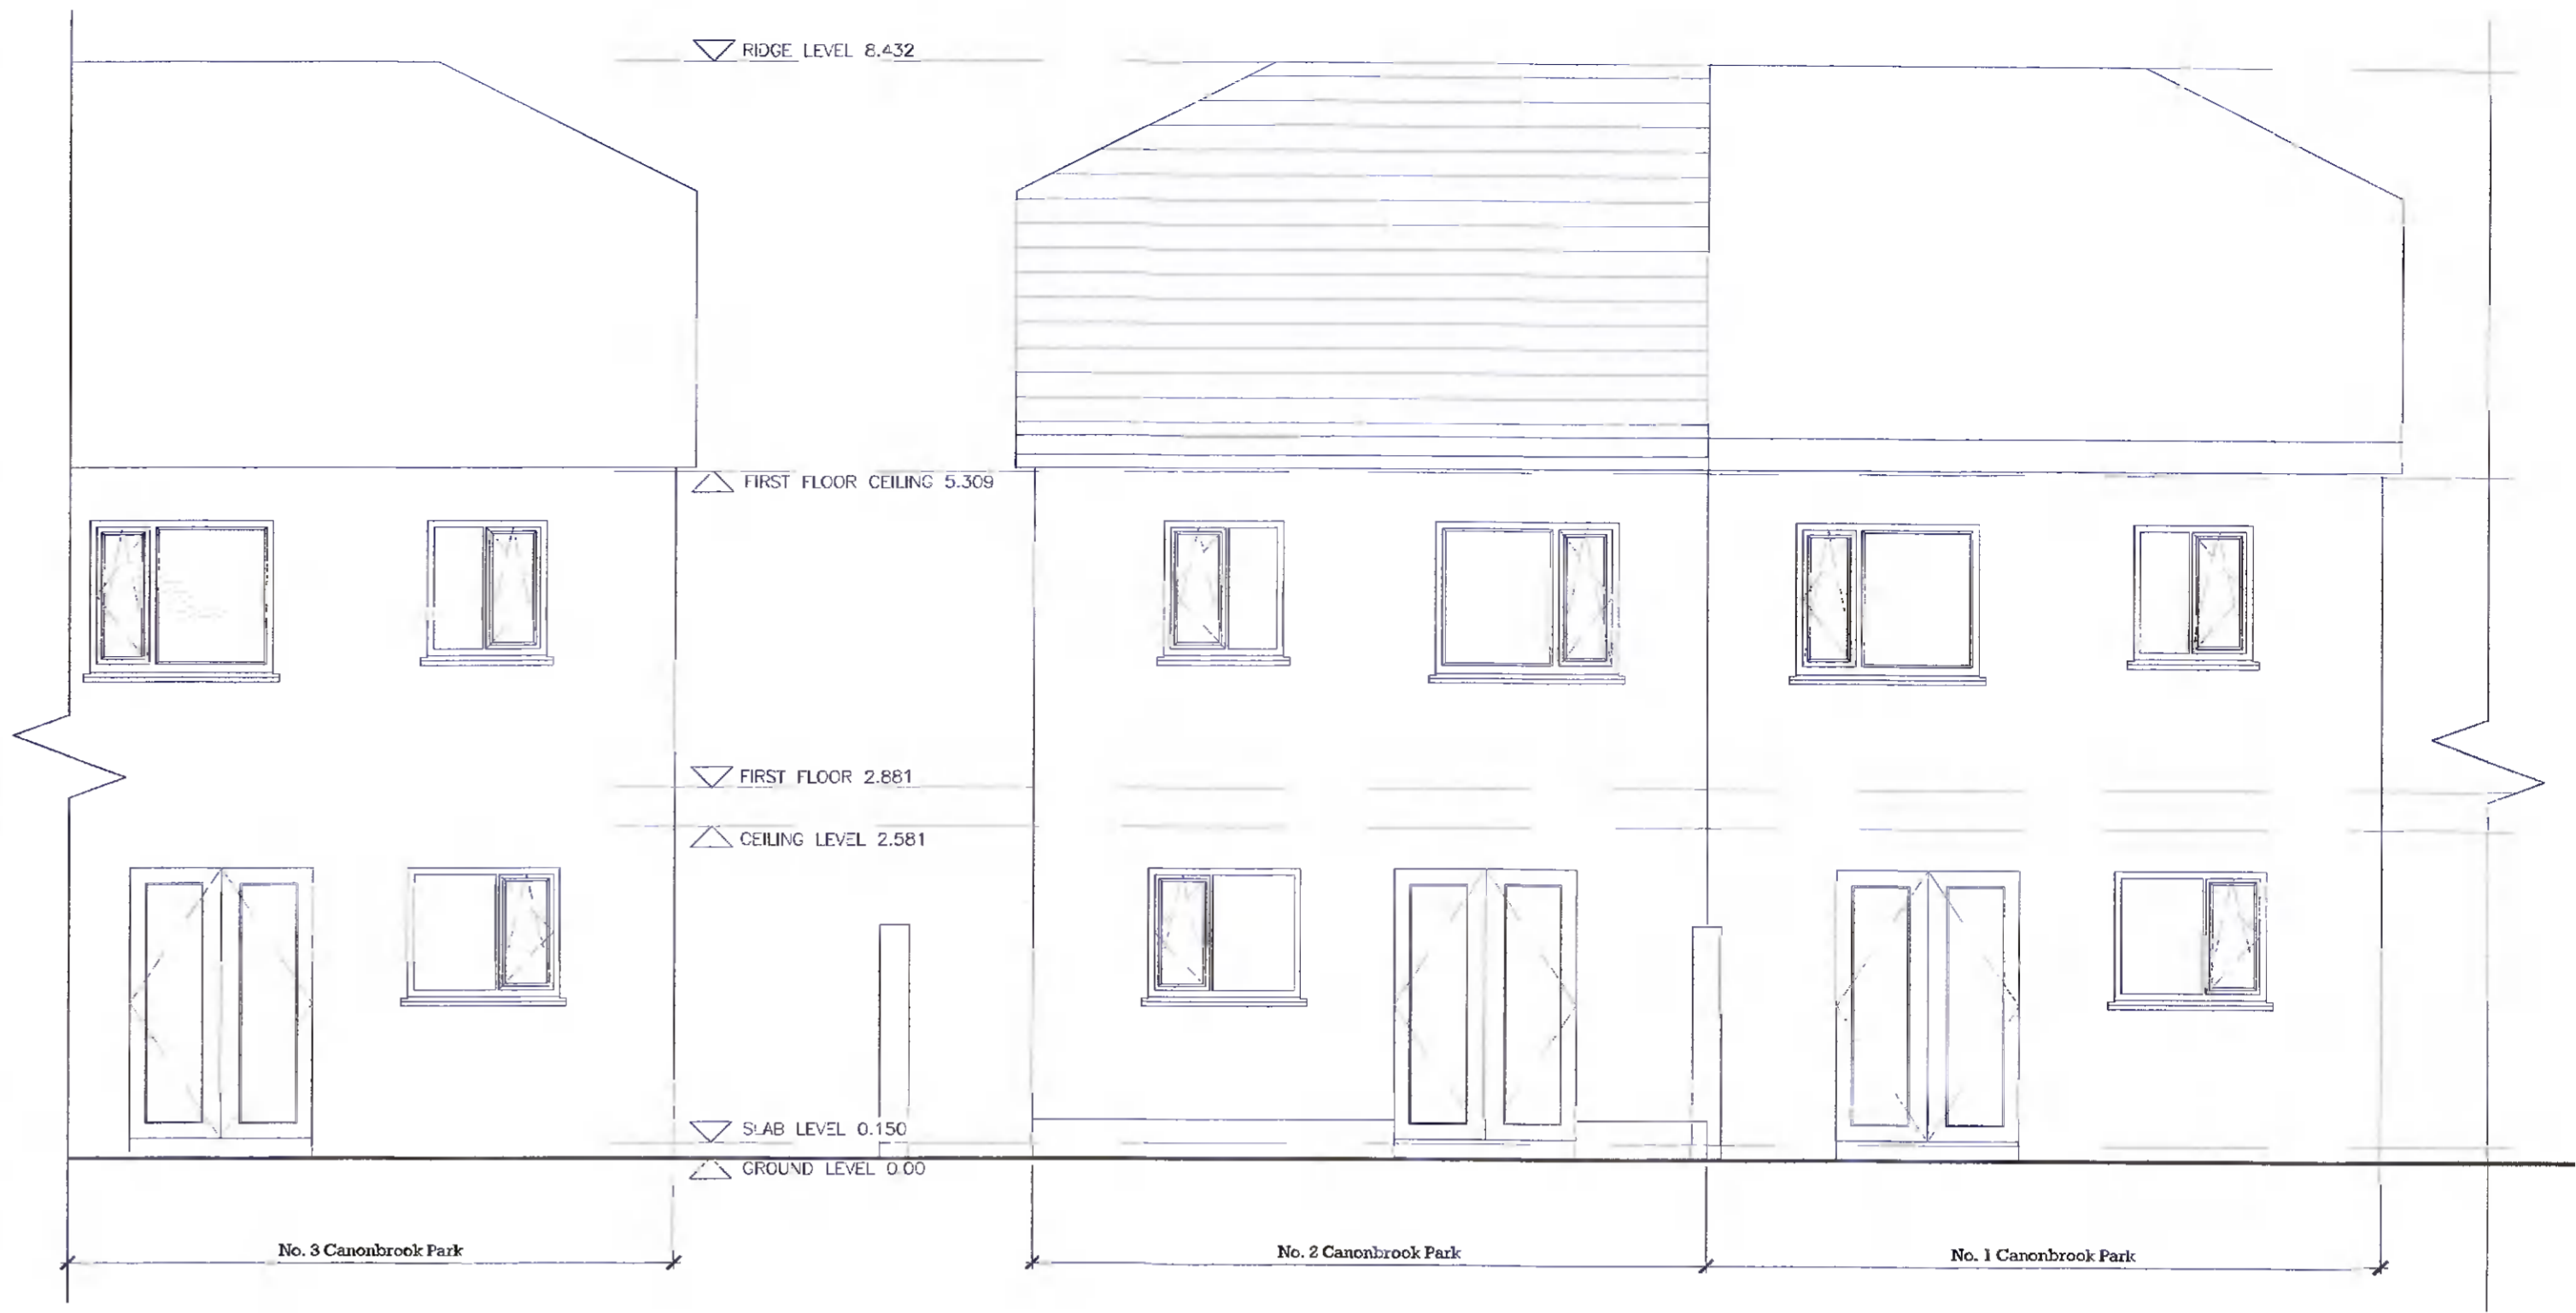 RIDGE LEVEL 8.432
FIRST FLOOR CEILING 5.309
FIRST FLOOR 2.881
CEILING LEVEL 2.581
SLAB LEVEL 0.150
GROUND LEVEL 0.00
No. 3 Canonbrook Park
No. 2 Canonbrook Park
No. 1 Canonbrook Park